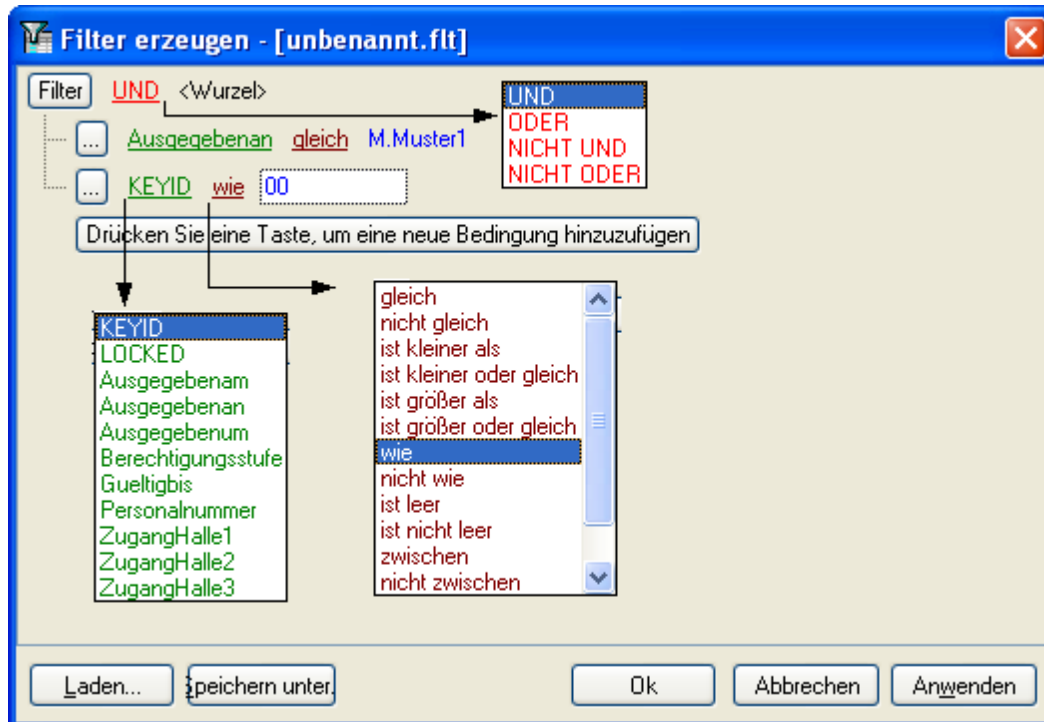 Filter erzeugen - [unbenannt.flt]
Filter UND <Wurzel>
... Ausgegebenan gleich M.Muster1
... KEYID wie 00
Drücken Sie eine Taste, um eine neue Bedingung hinzuzufügen
UND
ODER
NICHT UND
NICHT ODER
KEYID
LOCKED
Ausgegebenam
Ausgegebenan
Ausgegebenum
Berechtigungsstufe
Gueltigbis
Personalnummer
ZugangHalle1
ZugangHalle2
ZugangHalle3
gleich
nicht gleich
ist kleiner als
ist kleiner oder gleich
ist größer als
ist größer oder gleich
wie
nicht wie
ist leer
ist nicht leer
zwischen
nicht zwischen
Laden... Speichern unter. Ok Abbrechen Anwenden